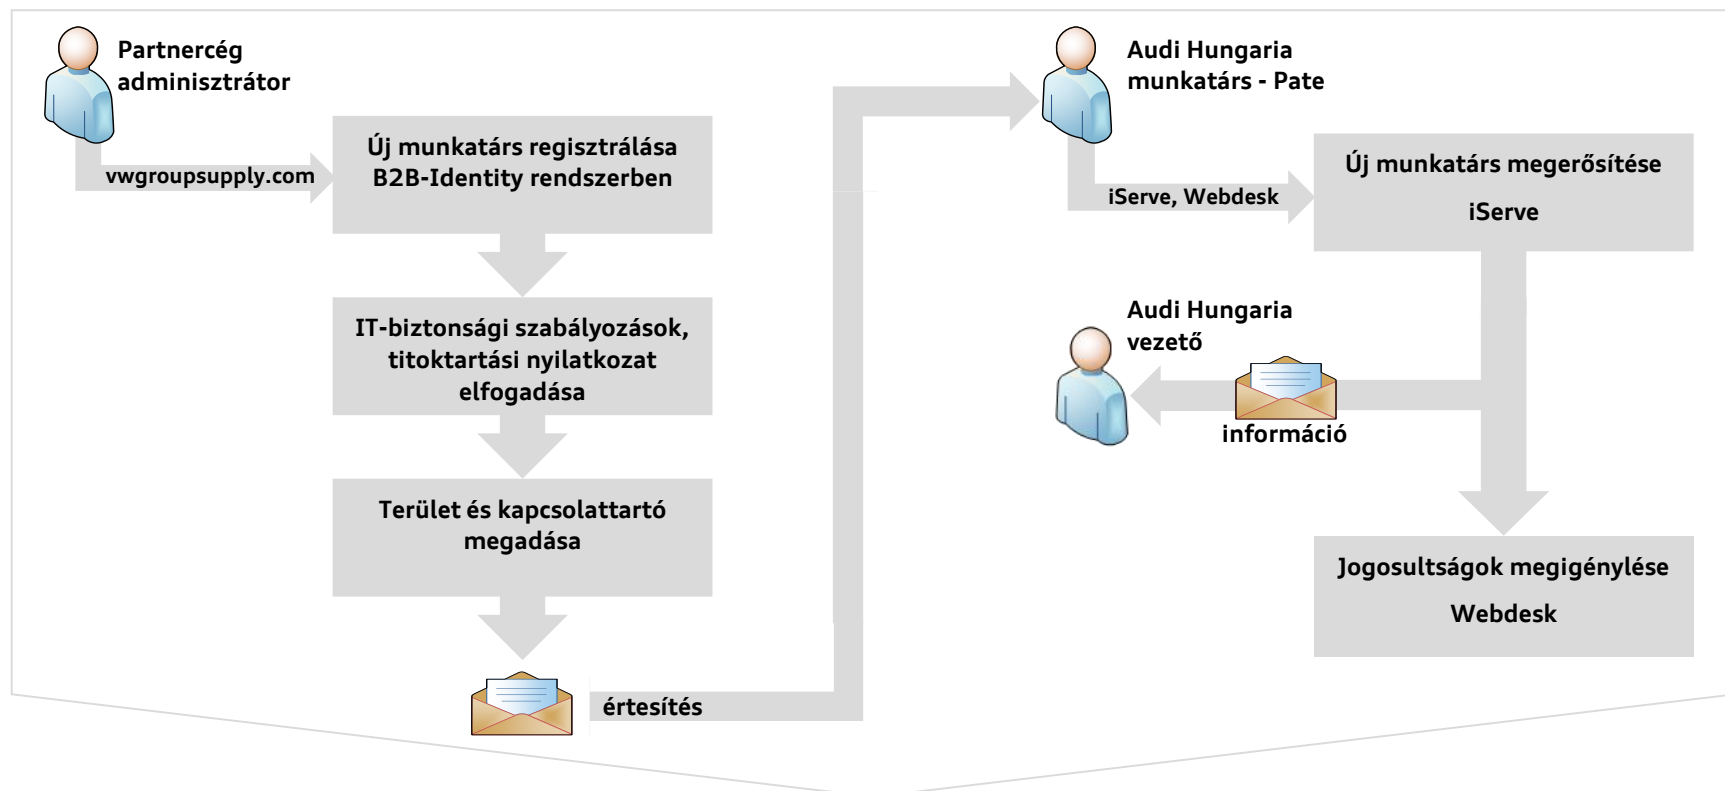 Partnercég
adminisztrátor
vwgroupsupply.com
Új munkatárs regisztrálása
B2B-Identity rendszerben
IT-biztonsági szabályozások,
titoktartási nyilatkozat
elfogadása
Terület és kapcsolattartó
megadása
értesítés
Audi Hungaria
munkatárs - Pate
iServe, Webdesk
Új munkatárs megerősítése
iServe
Audi Hungaria
vezető
információ
Jogosultságok megigénylése
Webdesk